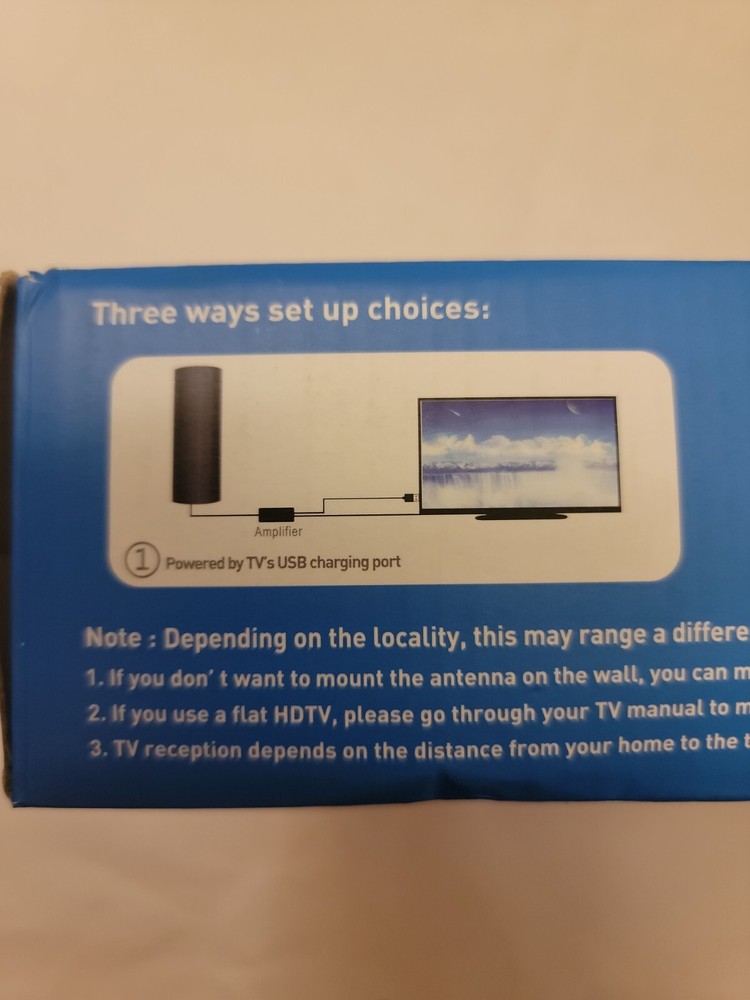 Three ways set up choices:
Amplifier
1 Powered by TV's USB charging port
Note : Depending on the locality, this may range a differe
1. If you don' t want to mount the antenna on the wall, you can m
2. If you use a flat HDTV, please go through your TV manual to m
3. TV reception depends on the distance from your home to the t